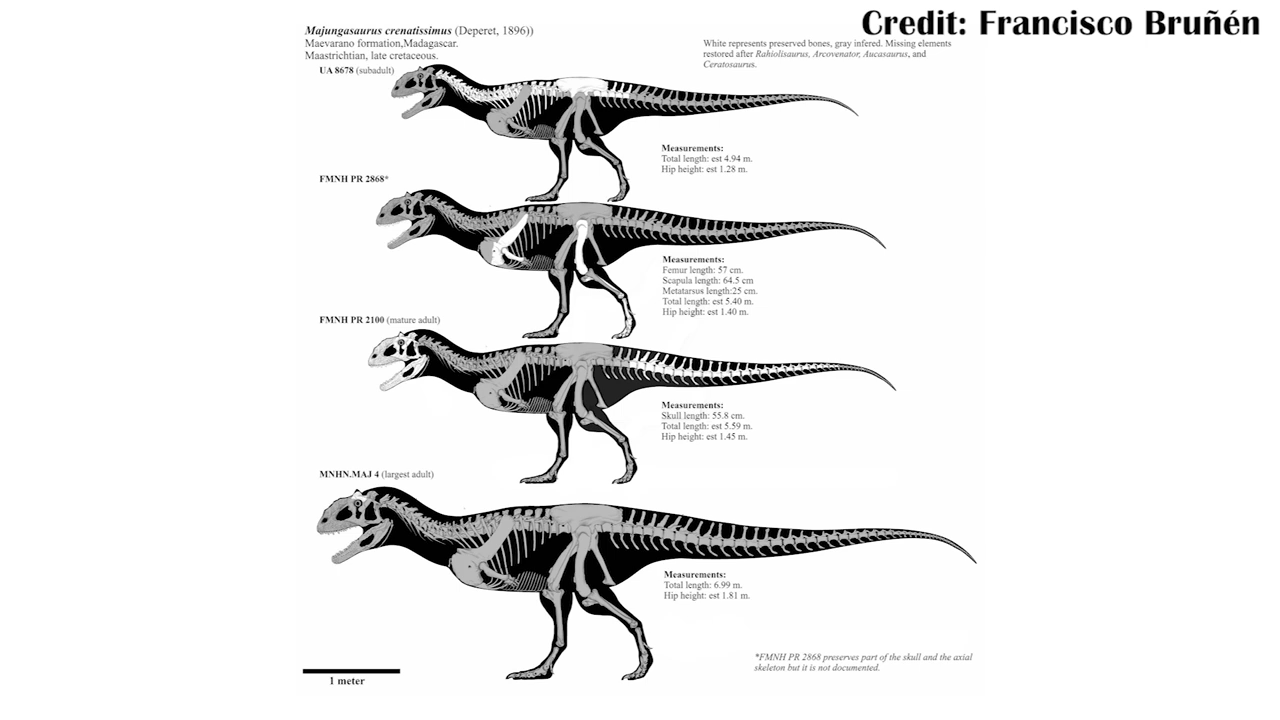 Credit: Francisco Bruñén
Majungasaurus crenatissimus (Deperet, 1896))
Maevarano formation,Madagascar.
Maastrichtian, late cretaceous.
White represents preserved bones, gray infered. Missing elements
restored after Rahiolisaurus, Arcovenator, Aucasaurus, and
Ceratosaurus.
UA 8678 (subadult)
Measurements:
Total length: est 4.94 m.
Hip height: est 1.28 m.
FMNH PR 2868*
Measurements:
Femur length: 57 cm.
Scapula length: 64.5 cm
Metatarsus length:25 cm.
Total length: est 5.40 m.
Hip height: est 1.40 m.
FMNH PR 2100 (mature adult)
Measurements:
Skull length: 55.8 cm.
Total length: est 5.59 m.
Hip height: est 1.45 m.
MNHN.MAJ 4 (largest adult)
Measurements:
Total length: 6.99 m.
Hip height: est 1.81 m.
*FMNH PR 2868 preserves part of the skull and the axial
skeleton but it is not documented.
1 meter